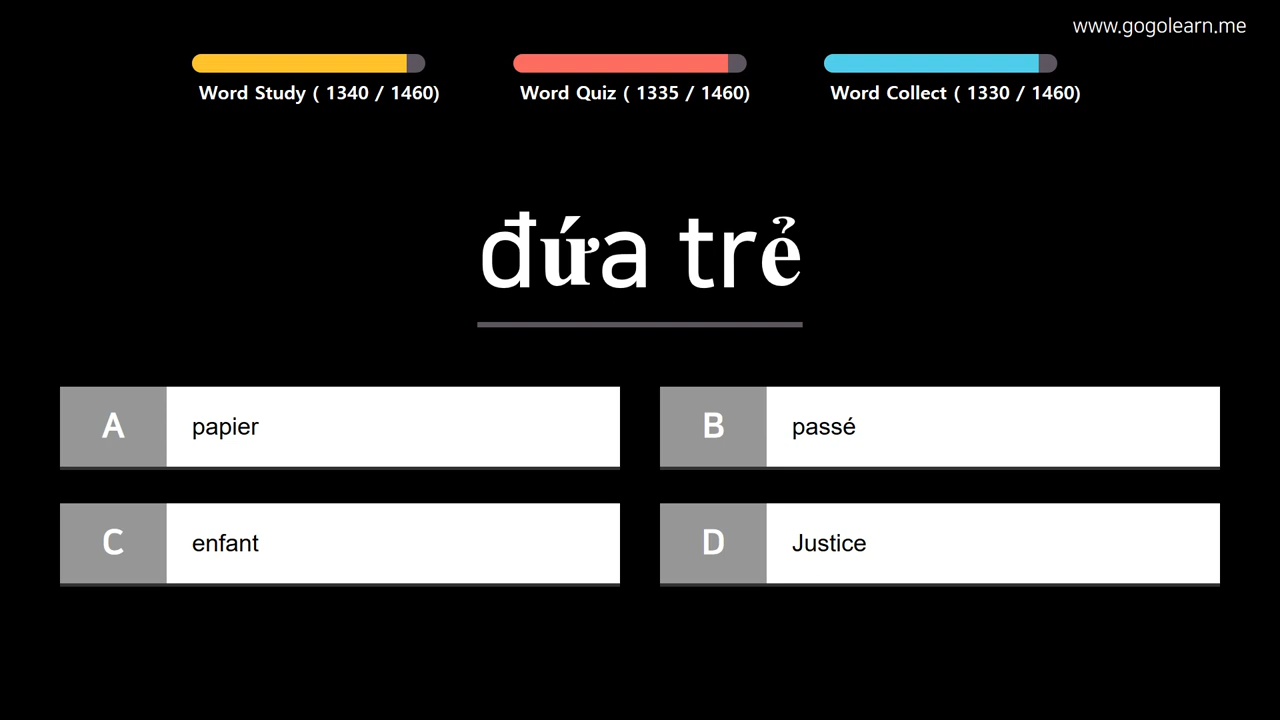 www.gogolearn.me
Word Study ( 1340 / 1460)
Word Quiz ( 1335 / 1460)
Word Collect ( 1330 / 1460)
đứa trẻ
A papier
B passé
C enfant
D Justice